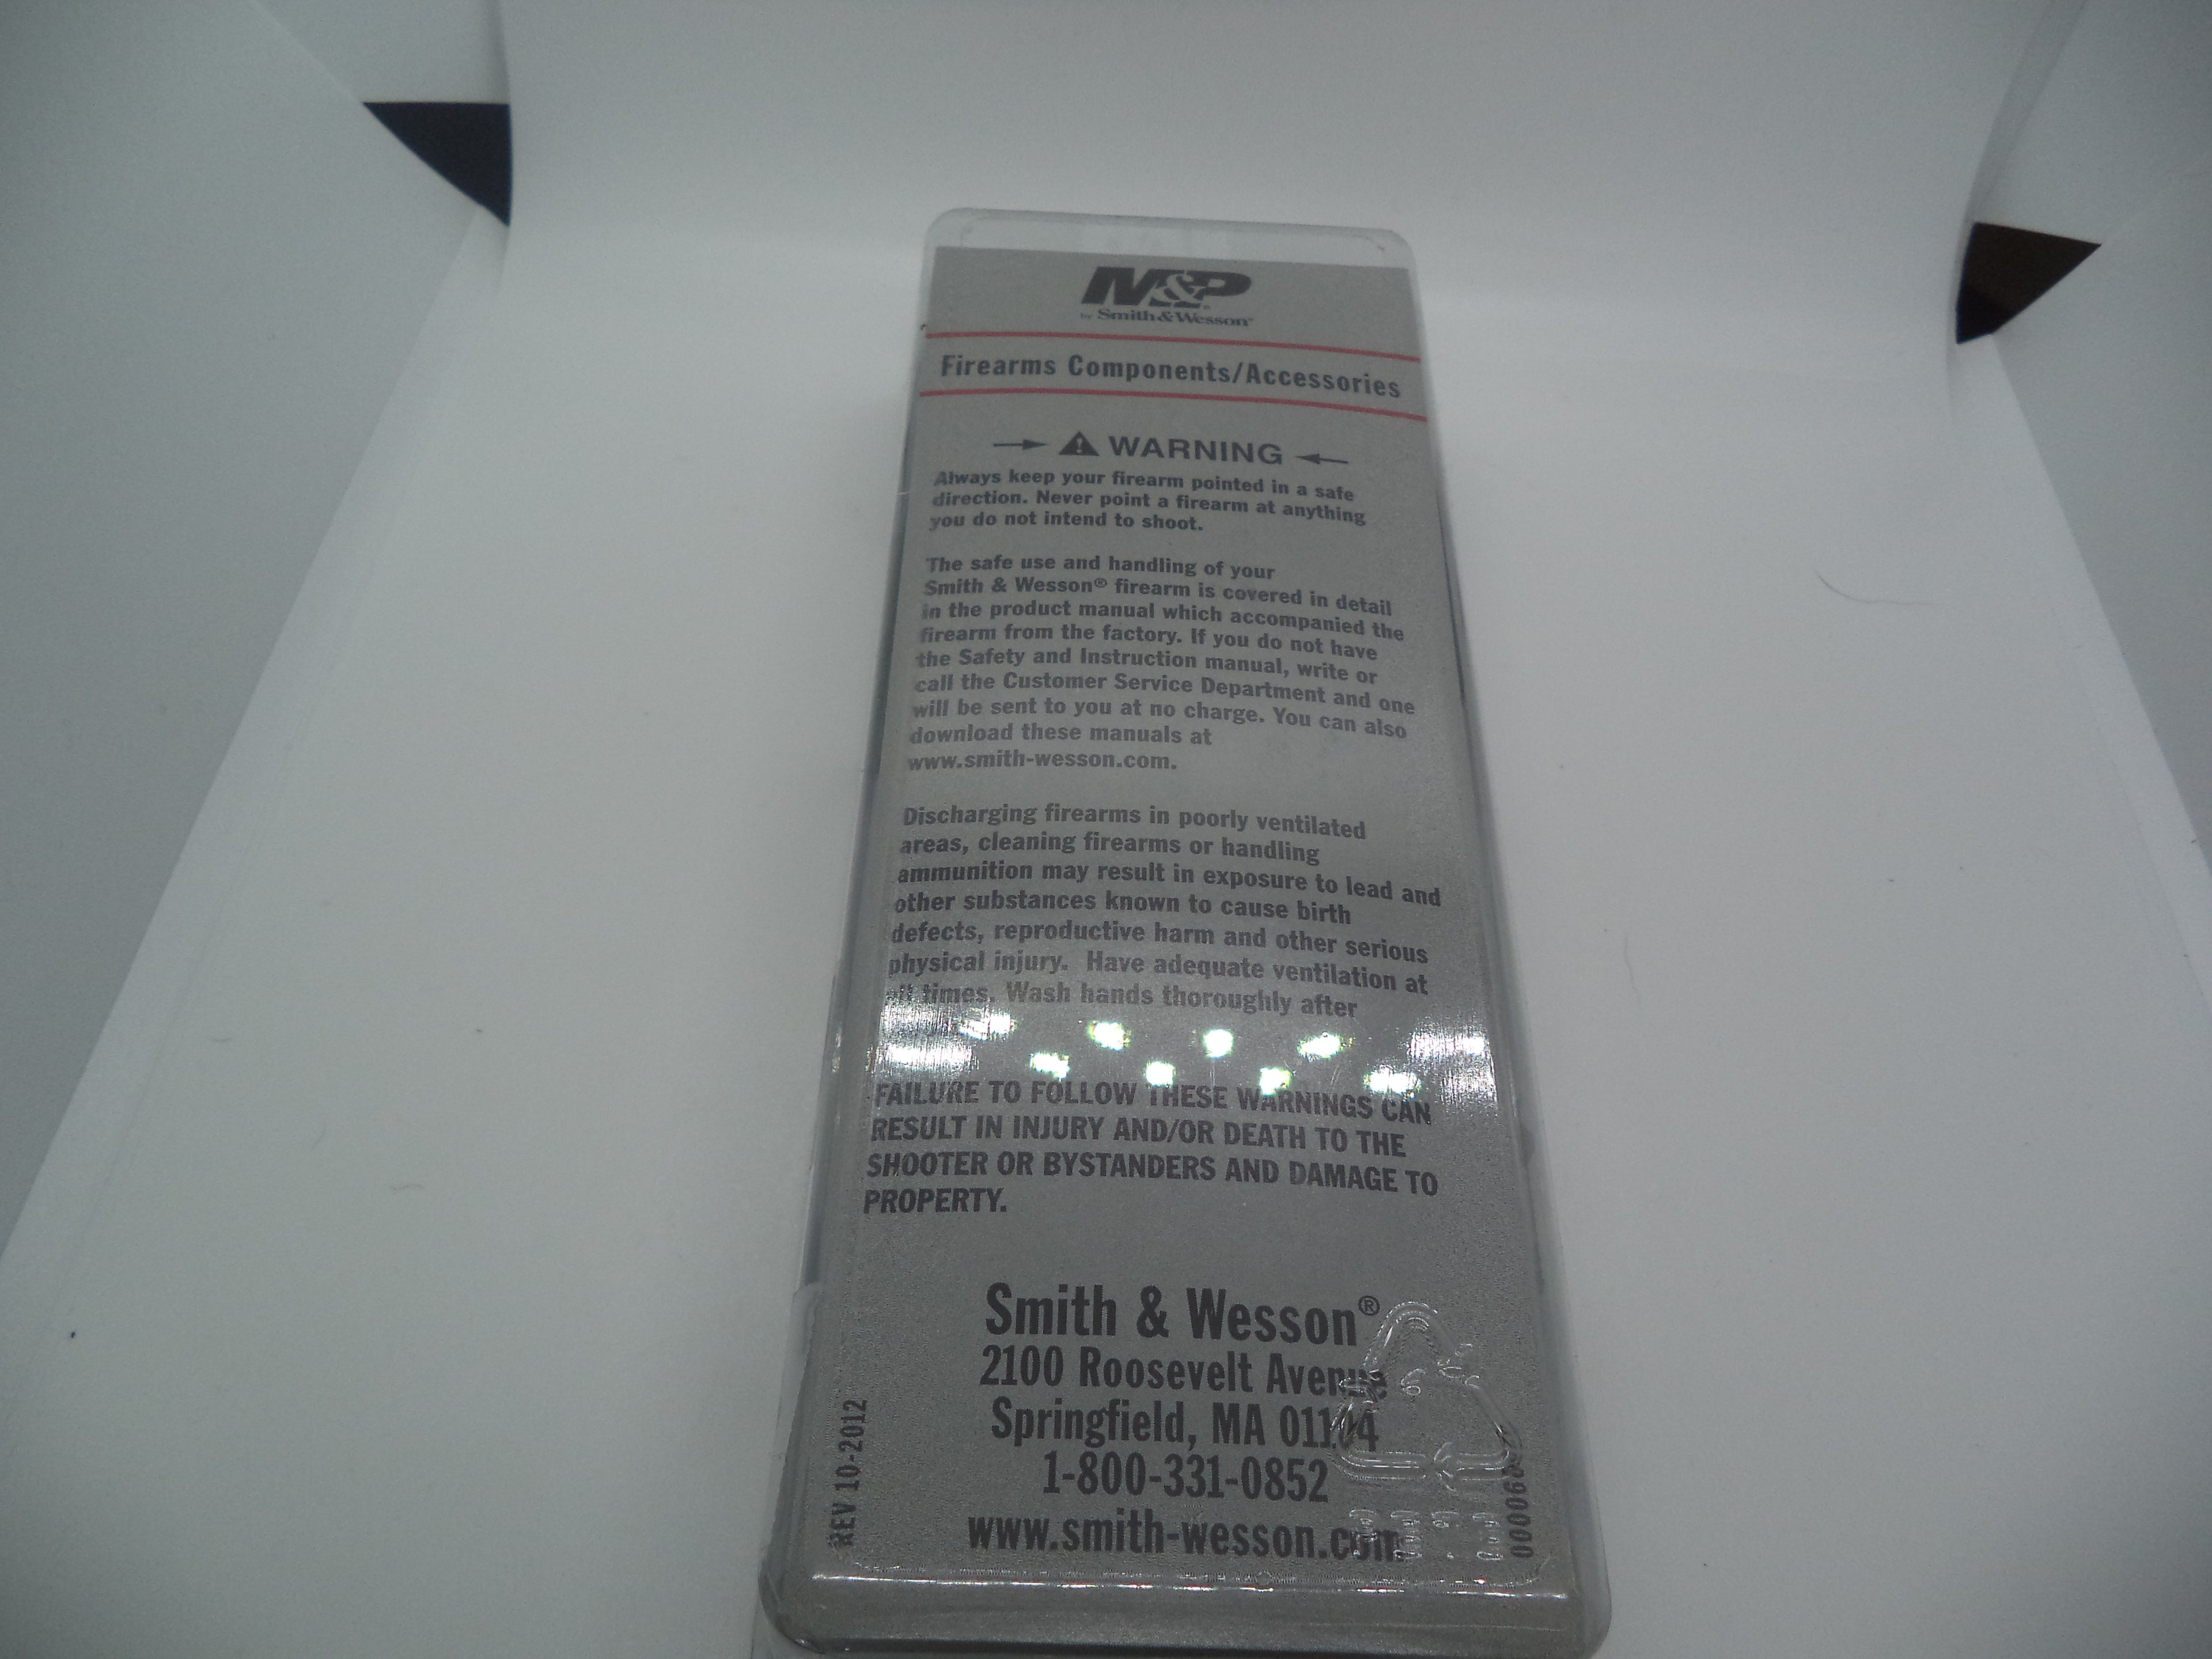 M&P
by Smith & Wesson
Firearms Components/Accessories
WARNING
Always keep your firearm pointed in a safe
direction. Never point a firearm at anything
you do not intend to shoot.
The safe use and handling of your
Smith & Wesson® firearm is covered in detail
in the product manual which accompanied the
firearm from the factory. If you do not have
the Safety and Instruction manual, write or
call the Customer Service Department and one
will be sent to you at no charge. You can also
download these manuals at
www.smith-wesson.com.
Discharging firearms in poorly ventilated
areas, cleaning firearms or handling
ammunition may result in exposure to lead and
other substances known to cause birth
defects, reproductive harm and other serious
physical injury. Have adequate ventilation at
all times. Wash hands thoroughly after
FAILURE TO FOLLOW THESE WARNINGS CAN
RESULT IN INJURY AND/OR DEATH TO THE
SHOOTER OR BYSTANDERS AND DAMAGE TO
PROPERTY.
Smith & Wesson®
2100 Roosevelt Avenue
Springfield, MA 01104
1-800-331-0852
www.smith-wesson.com
REV 10-2012